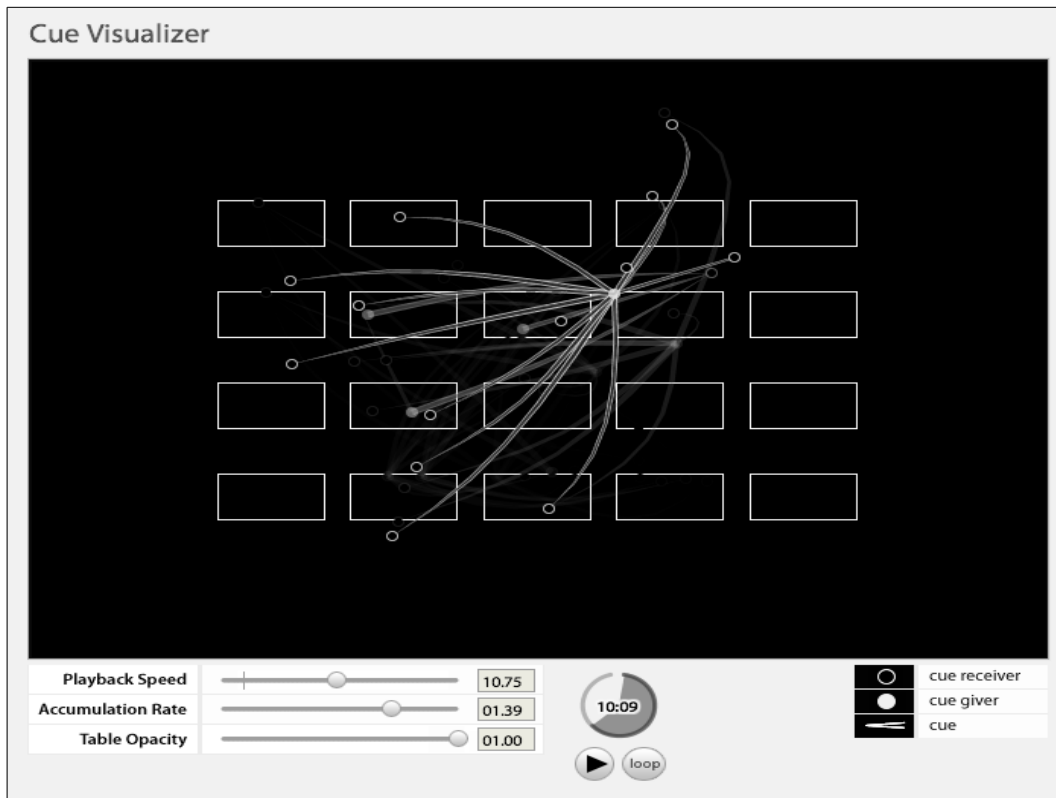 Cue Visualizer
Playback Speed 10.75
Accumulation Rate 01.39
Table Opacity 01.00
10:09
loop
cue receiver
cue giver
cue